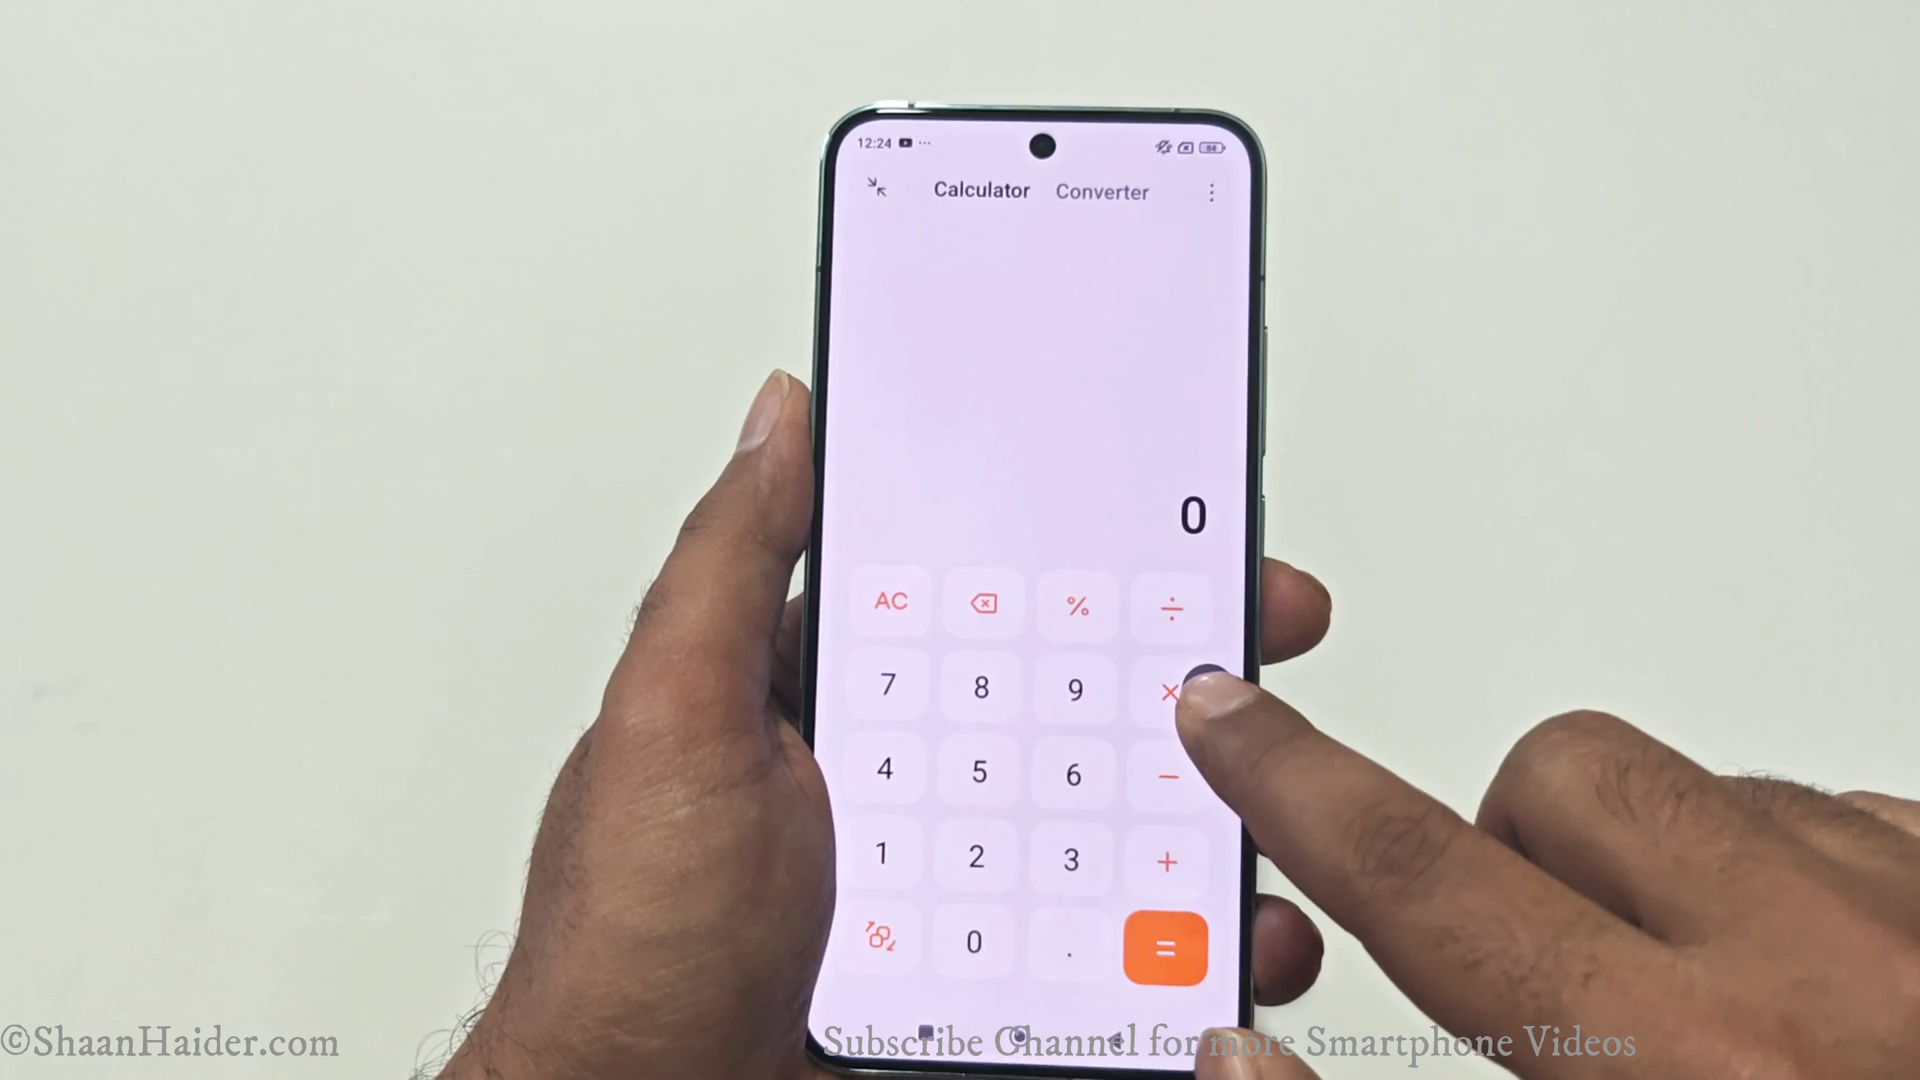 12:24
84
Calculator Converter
0
AC % ÷
7 8 9 ×
4 5 6 −
1 2 3 +
0 . =
©ShaanHaider.com
Subscribe Channel for more Smartphone Videos